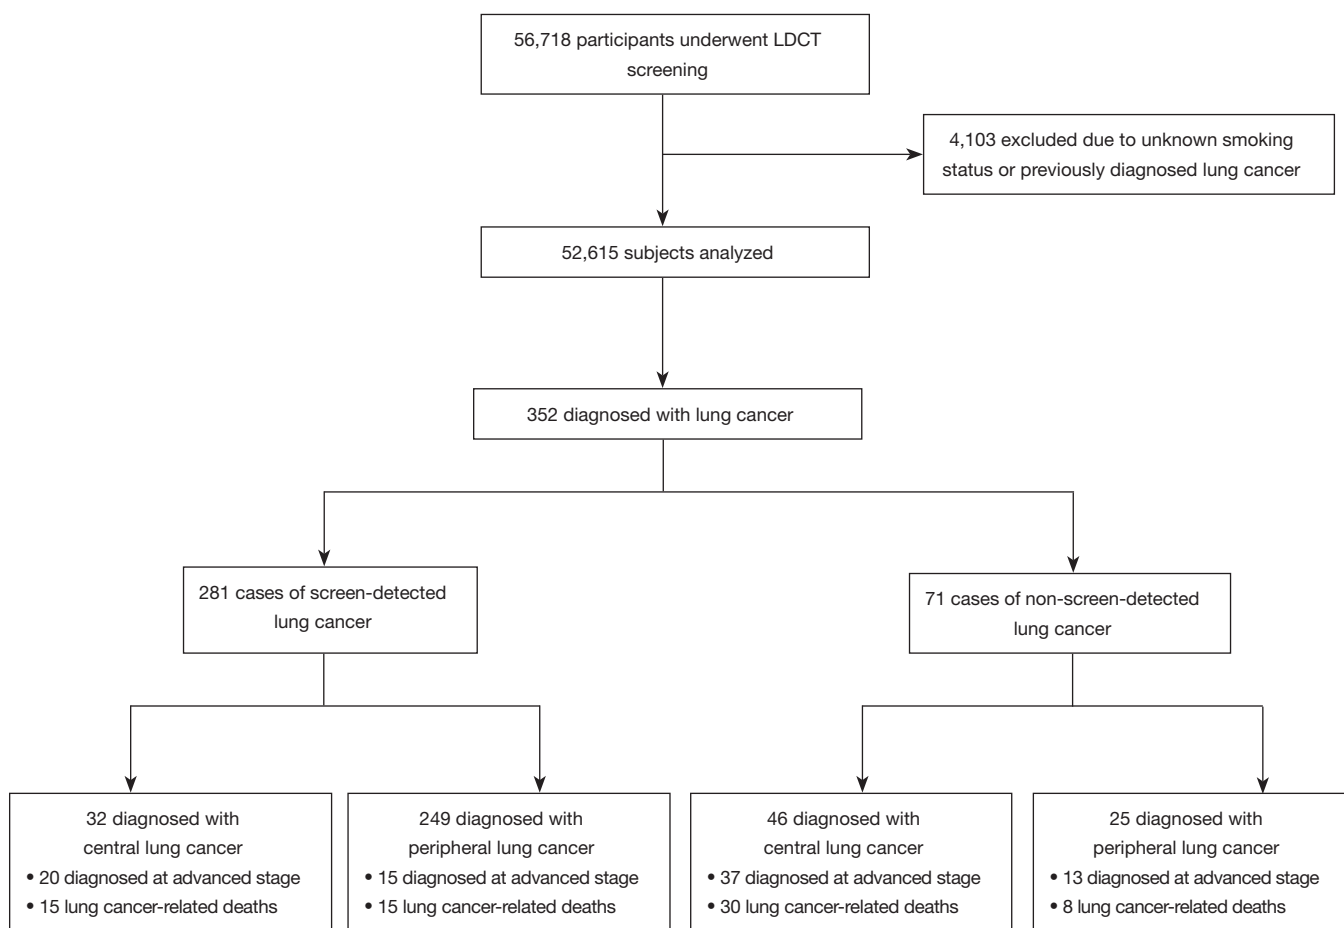 56,718 participants underwent LDCT
screening
4,103 excluded due to unknown smoking
status or previously diagnosed lung cancer
52,615 subjects analyzed
352 diagnosed with lung cancer
281 cases of screen-detected
lung cancer
71 cases of non-screen-detected
lung cancer
32 diagnosed with
central lung cancer
• 20 diagnosed at advanced stage
• 15 lung cancer-related deaths
249 diagnosed with
peripheral lung cancer
• 15 diagnosed at advanced stage
• 15 lung cancer-related deaths
46 diagnosed with
central lung cancer
• 37 diagnosed at advanced stage
• 30 lung cancer-related deaths
25 diagnosed with
peripheral lung cancer
• 13 diagnosed at advanced stage
• 8 lung cancer-related deaths